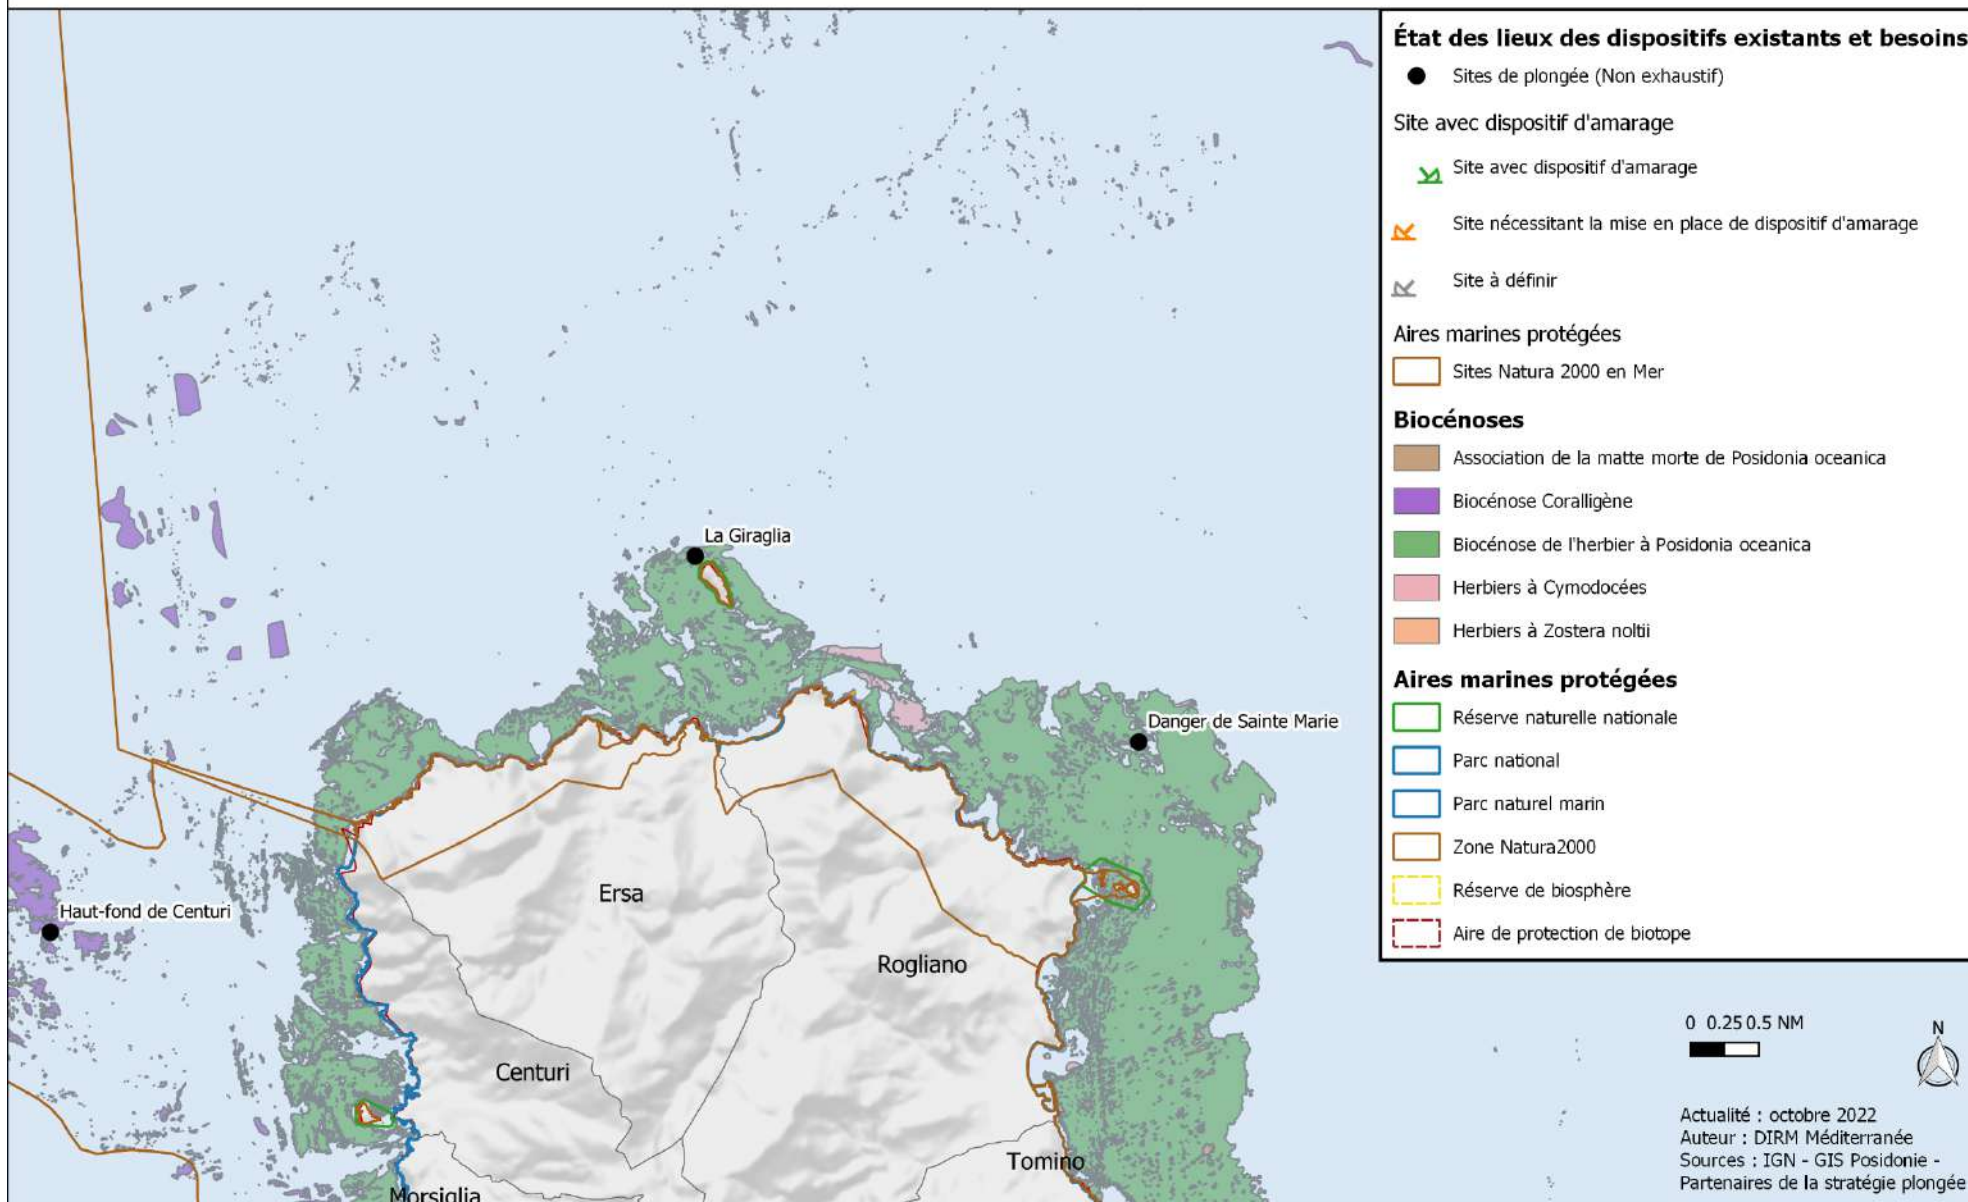 État des lieux des dispositifs existants et besoins
Sites de plongée (Non exhaustif)
Site avec dispositif d'amarage
Site avec dispositif d'amarage
Site nécessitant la mise en place de dispositif d'amarage
Site à définir
Aires marines protégées
Sites Natura 2000 en Mer
Biocénoses
Association de la matte morte de Posidonia oceanica
Biocénose Coralligène
Biocénose de l'herbier à Posidonia oceanica
Herbiers à Cymodocées
Herbiers à Zostera noltii
Aires marines protégées
Réserve naturelle nationale
Parc national
Parc naturel marin
Zone Natura2000
Réserve de biosphère
Aire de protection de biotope
La Giraglia
Danger de Sainte Marie
Haut-fond de Centuri
Ersa
Rogliano
Centuri
Tomino
Morsiglia
0 0.25 0.5 NM
N
Actualité : octobre 2022
Auteur : DIRM Méditerranée
Sources : IGN - GIS Posidonie -
Partenaires de la stratégie plongée